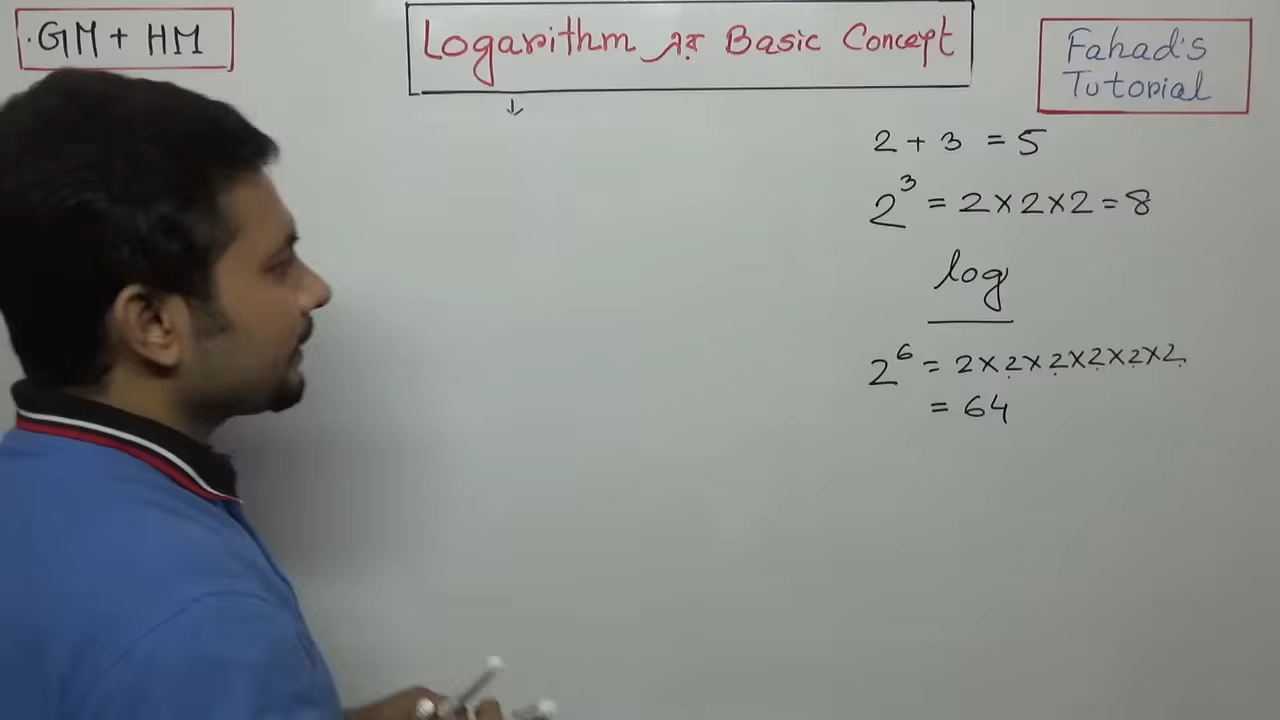 GM + HM
Logarithm এর Basic Concept
Fahad's
Tutorial
2 + 3 = 5
2³ = 2×2×2 = 8
log
2⁶ = 2×2×2×2×2×2
= 64